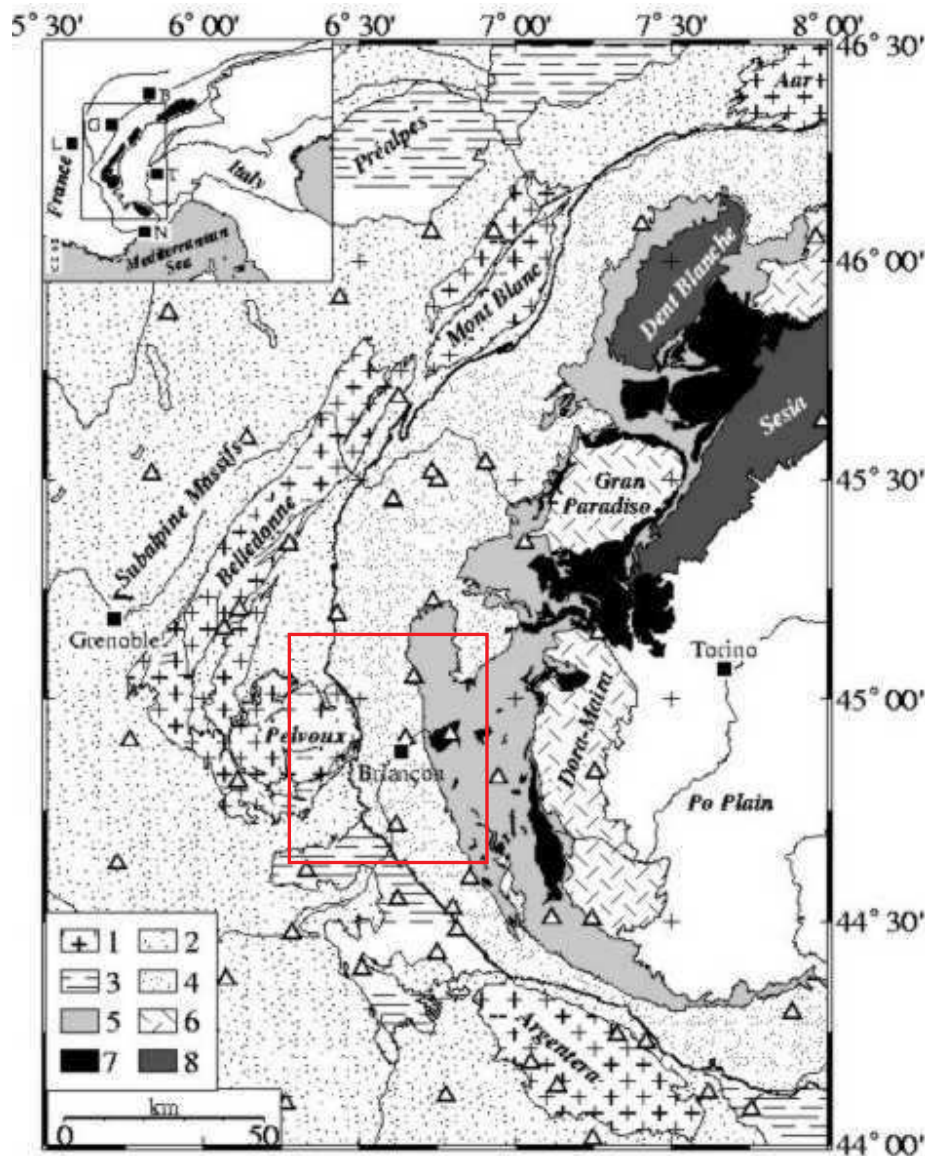 5°30' 6°00' 6°30' 7°00' 7°30' 8°00'
46°30'
Aar
B
G
L
France
T
Italy
N
Mediterranean
Sea
Préalpes
46°00'
Mont Blanc
Dent Blanche
Sesia
45°30'
Gran
Paradiso
Subalpine Massifs
Belledonne
Grenoble
Torino
45°00'
Pelvoux
Dora-Maira
Briançon
Po Plain
44°30'
1 2
3 4
5 6
7 8
Argentera
km
0 50
44°00'